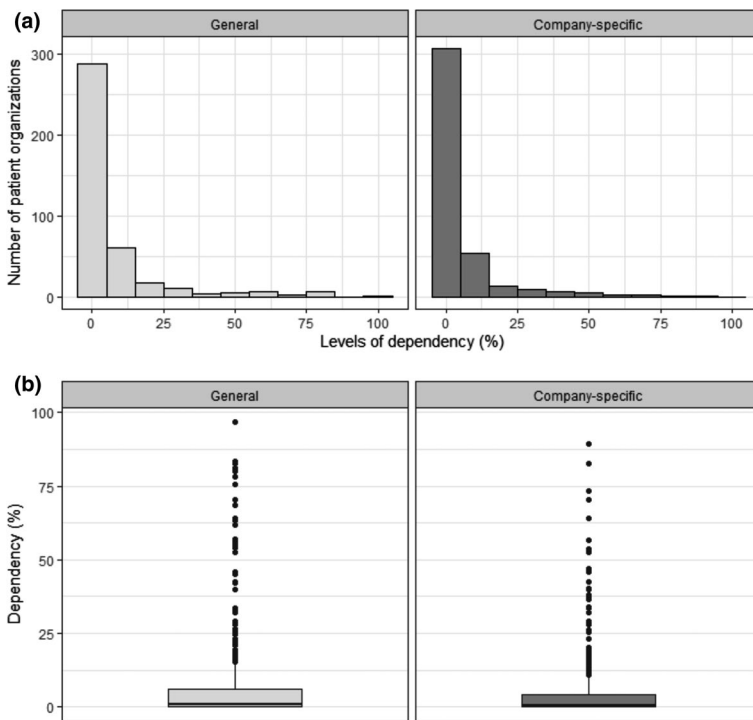 (a)
General
Company-specific
Number of patient organizations
300
200
100
0
0 25 50 75 100
0 25 50 75 100
Levels of dependency (%)
(b)
General
Company-specific
Dependency (%)
100
75
50
25
0